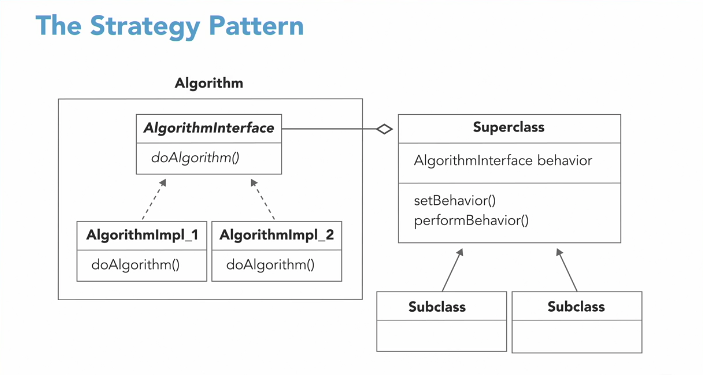 The Strategy Pattern
Algorithm
AlgorithmInterface
doAlgorithm()
AlgorithmImpl_1
doAlgorithm()
AlgorithmImpl_2
doAlgorithm()
Superclass
AlgorithmInterface behavior
setBehavior()
performBehavior()
Subclass
Subclass